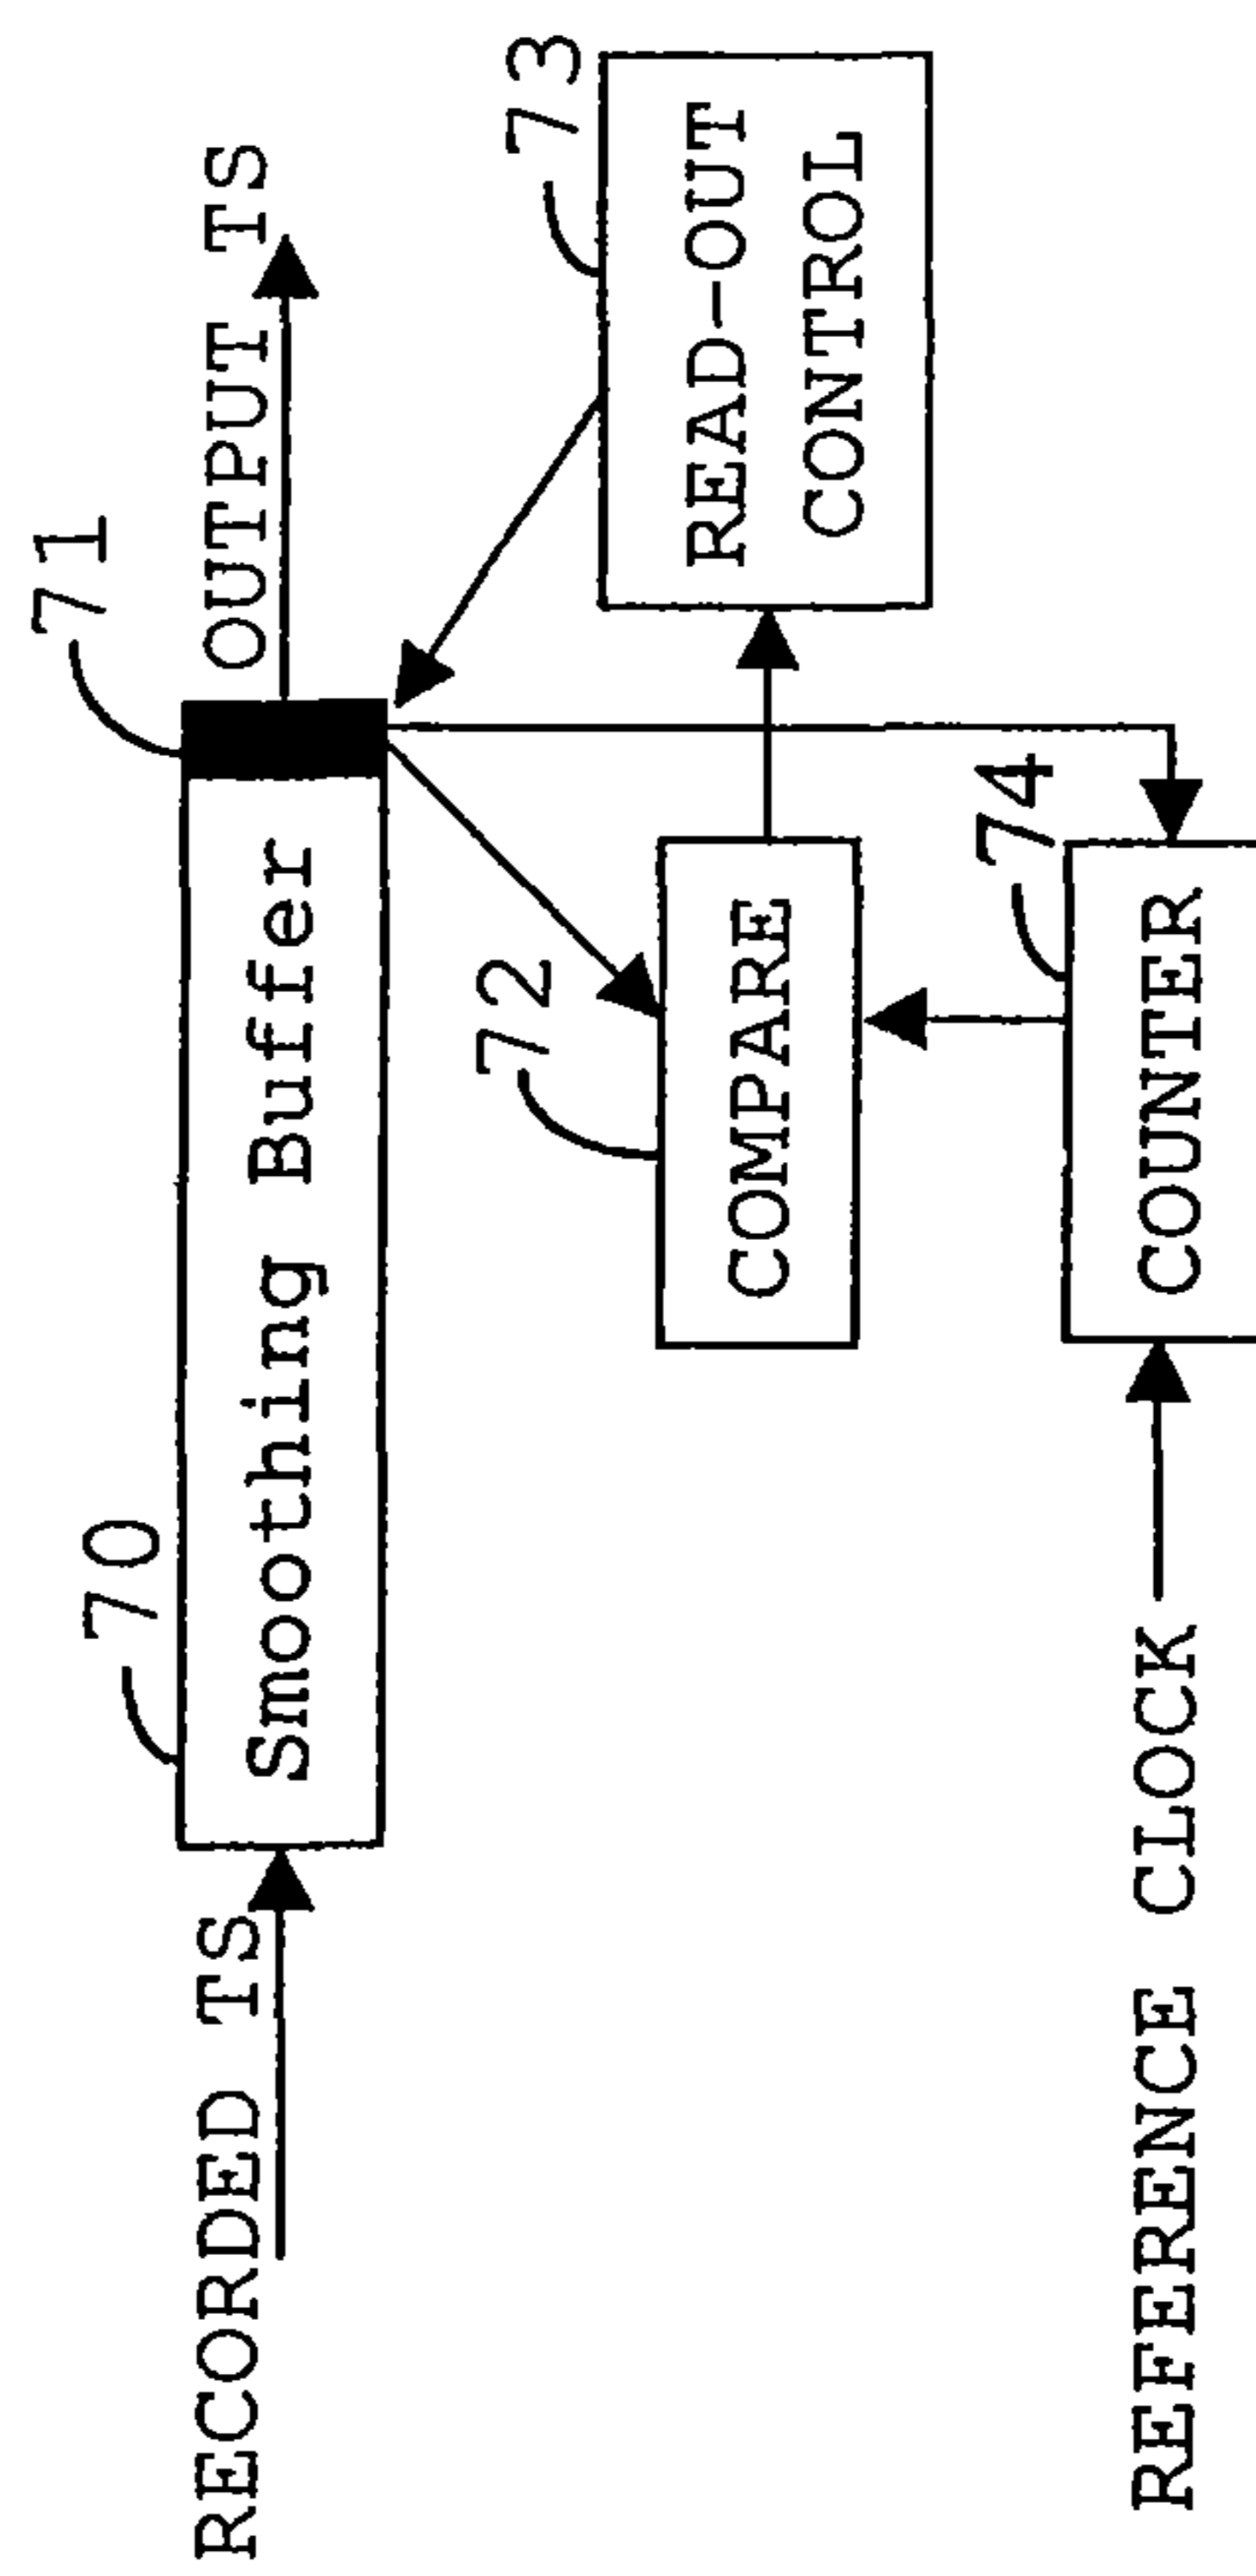 71
70
RECORDED TS
Smoothing Buffer
OUTPUT TS
72
73
COMPARE
READ-OUT
CONTROL
74
REFERENCE CLOCK
COUNTER